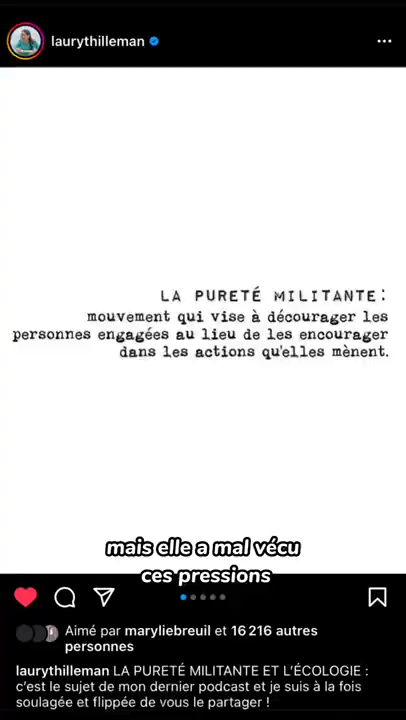 laurythilleman
LA PURETÉ MILITANTE:
mouvement qui vise à décourager les
personnes engagées au lieu de les encourager
dans les actions qu'elles mènent.
mais elle a mal vécu
ces pressions
Aimé par maryliebreuil et 16 216 autres
personnes
laurythilleman LA PURETÉ MILITANTE ET L'ÉCOLOGIE :
c'est le sujet de mon dernier podcast et je suis à la fois
soulagée et flippée de vous le partager !